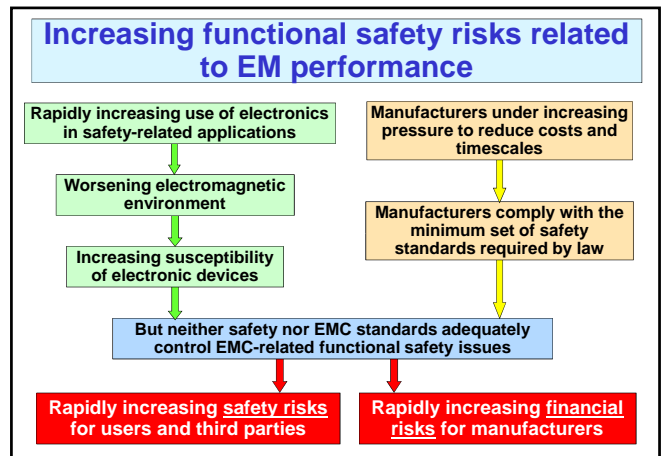 Increasing functional safety risks related
to EM performance
Rapidly increasing use of electronics
in safety-related applications
Worsening electromagnetic
environment
Increasing susceptibility
of electronic devices
Manufacturers under increasing
pressure to reduce costs and
timescales
Manufacturers comply with the
minimum set of safety
standards required by law
But neither safety nor EMC standards adequately
control EMC-related functional safety issues
Rapidly increasing safety risks
for users and third parties
Rapidly increasing financial
risks for manufacturers